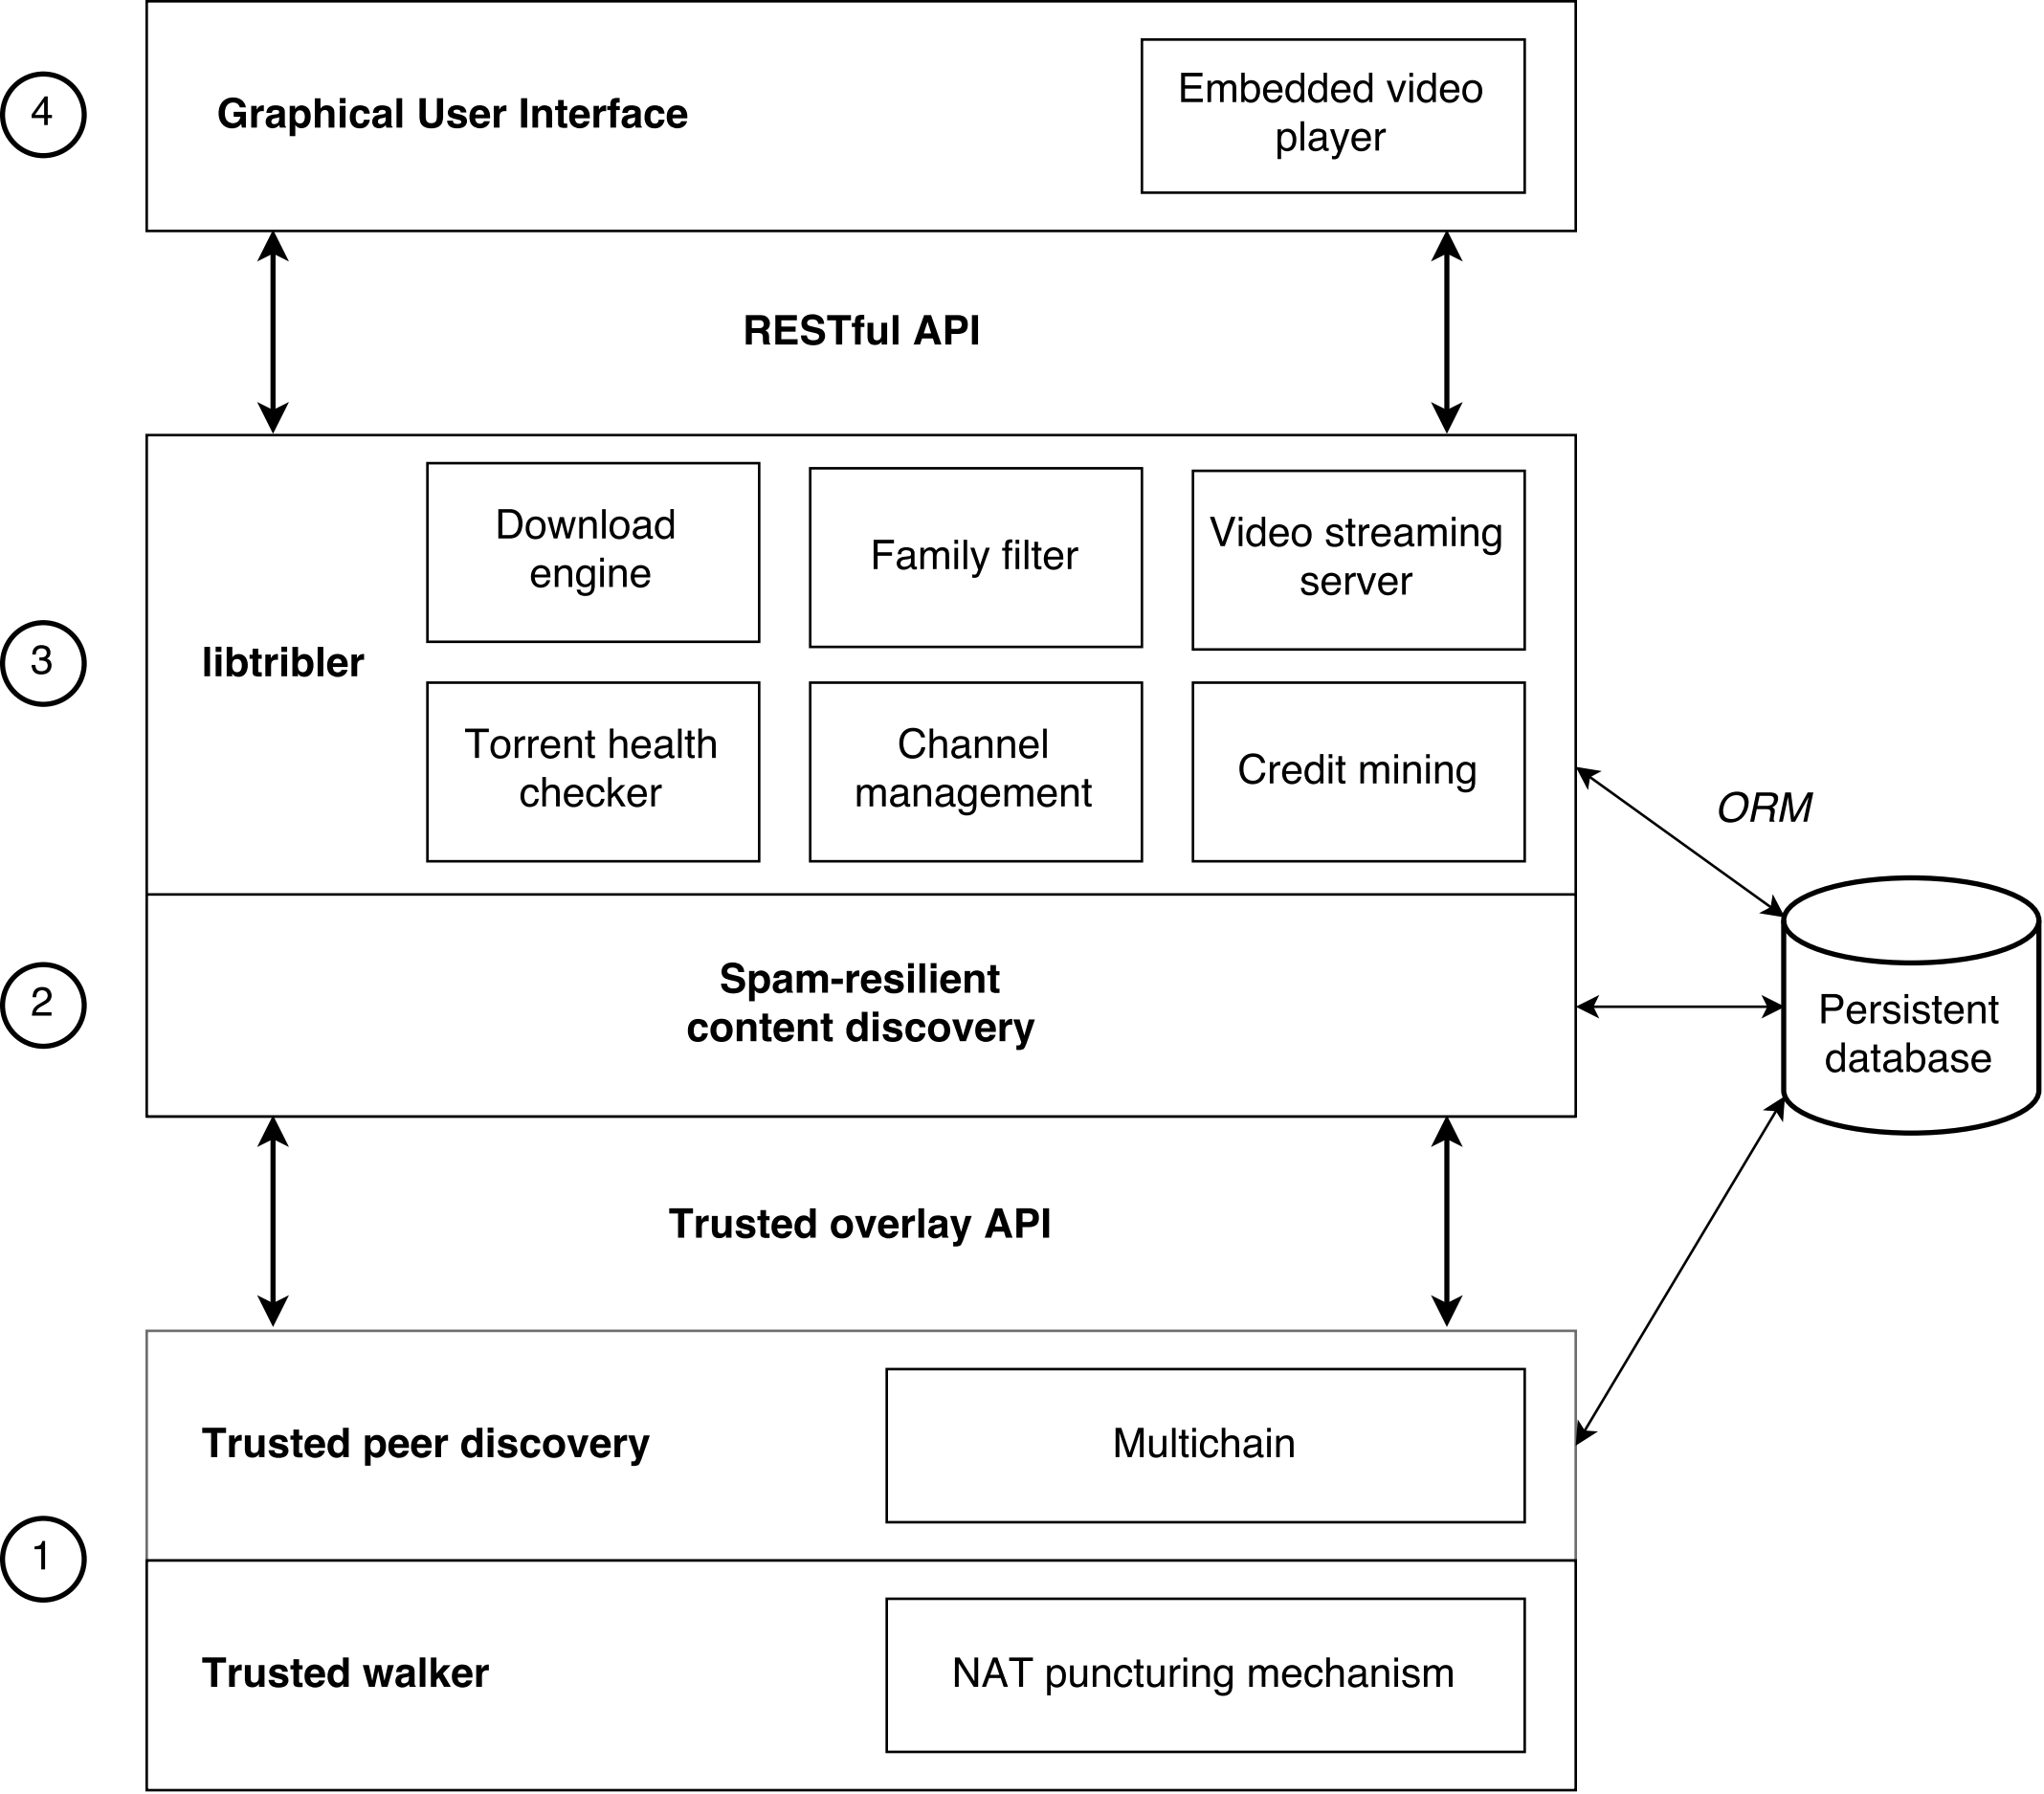 4
Graphical User Interface
Embedded video
player
RESTful API
3
libtribler
Download
engine
Family filter
Video streaming
server
Torrent health
checker
Channel
management
Credit mining
ORM
2
Spam-resilient
content discovery
Persistent
database
Trusted overlay API
1
Trusted peer discovery
Multichain
Trusted walker
NAT puncturing mechanism